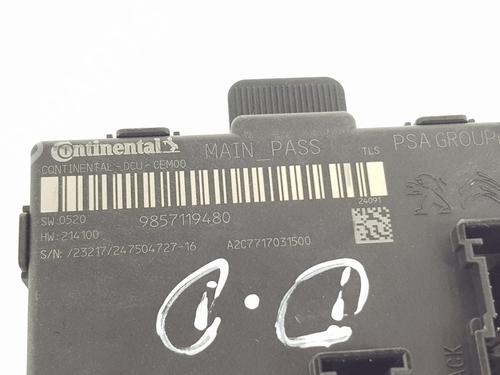 Continental
MAIN_PASS
TLS
PSA GROUP
CONTINENTAL-DCU-CEM00
24091
SW:0520
9857119480
HW:214100
S/N: /23217/247504727-16
A2C7717031500